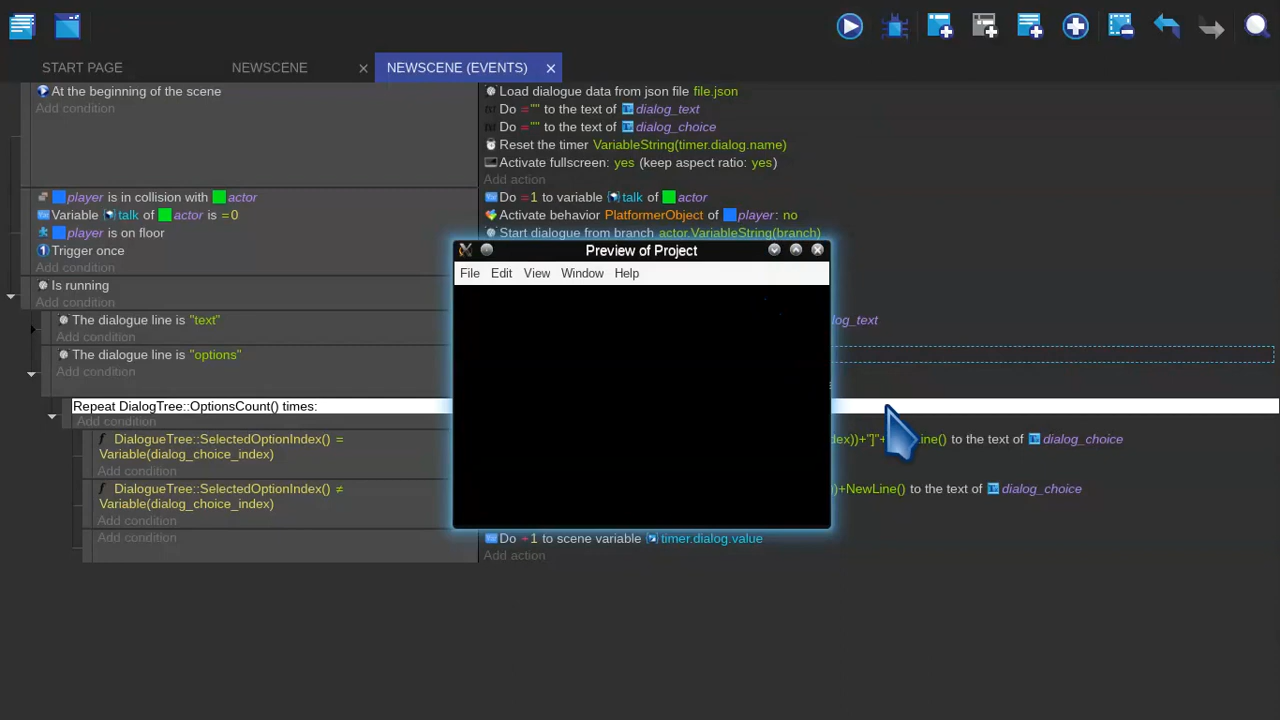 START PAGE
NEWSCENE
NEWSCENE (EVENTS)
At the beginning of the scene
Add condition
Load dialogue data from json file file.json
Do ="" to the text of dialog_text
Do ="" to the text of dialog_choice
Reset the timer VariableString(timer.dialog.name)
Activate fullscreen: yes (keep aspect ratio: yes)
Add action
player is in collision with actor
Variable talk of actor is =0
player is on floor
Trigger once
Add condition
Do =1 to variable talk of actor
Activate behavior PlatformerObject of player: no
Start dialogue from branch actor.VariableString(branch)
Preview of Project
File Edit View Window Help
Is running
Add condition
The dialogue line is "text"
Add condition
log_text
The dialogue line is "options"
Add condition
Repeat DialogTree::OptionsCount() times:
Add condition
DialogueTree::SelectedOptionIndex() =
Variable(dialog_choice_index)
Add condition
dex))+"]"+ ine() to the text of dialog_choice
DialogueTree::SelectedOptionIndex() ≠
Variable(dialog_choice_index)
Add condition
))+NewLine() to the text of dialog_choice
Add condition
Do +1 to scene variable timer.dialog.value
Add action